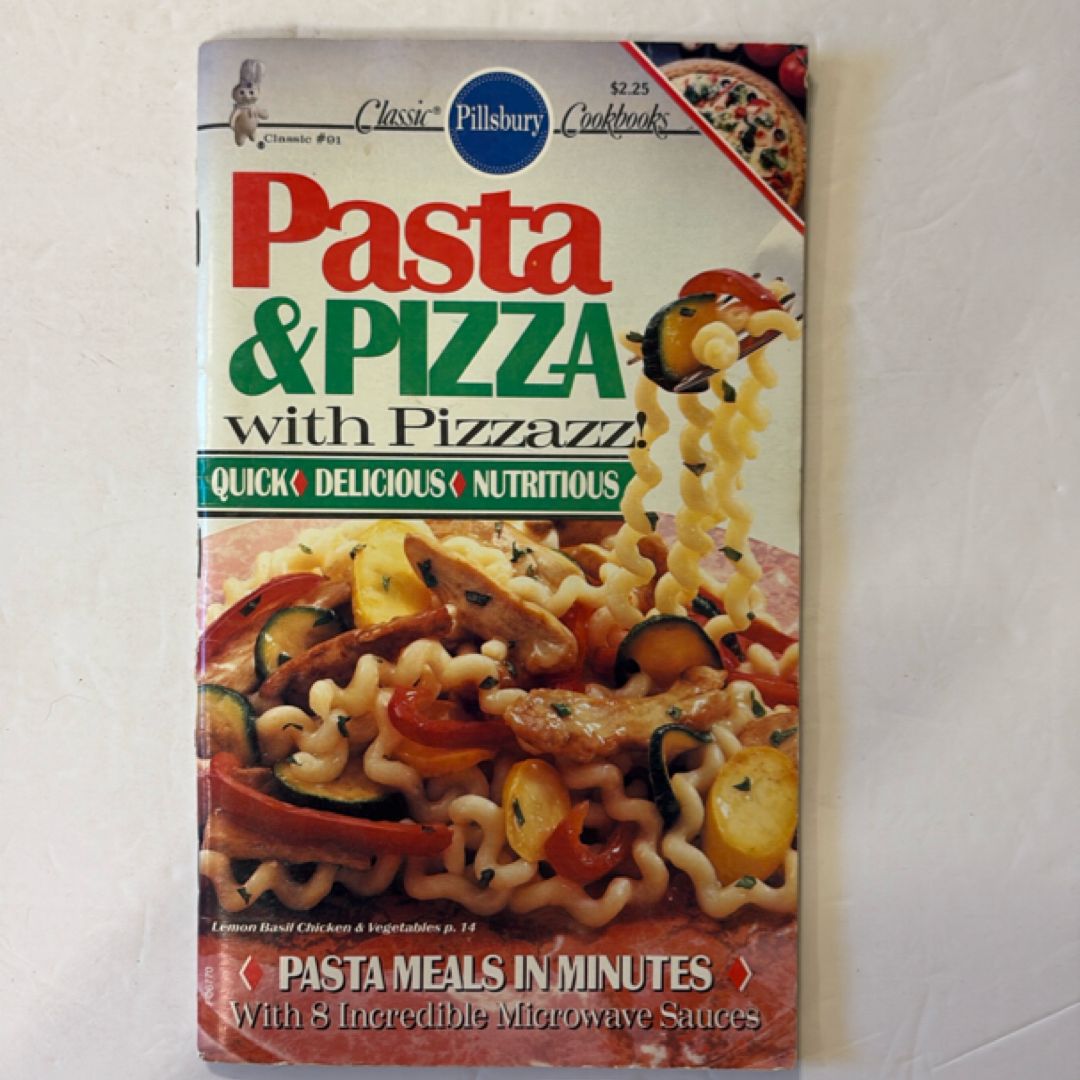 $2.25
Classic® Pillsbury Cookbooks
® Classic #91
Pasta
&PIZZA
with Pizzazz!
QUICK DELICIOUS NUTRITIOUS
Lemon Basil Chicken & Vegetables p. 14
PASTA MEALS IN MINUTES
With 8 Incredible Microwave Sauces